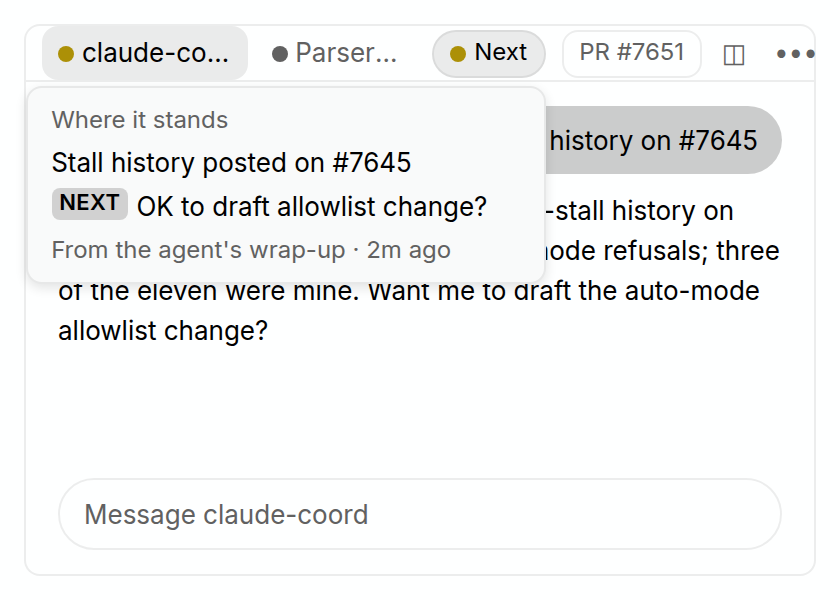 claude-co...
Parser...
Next
PR #7651
Where it stands
Stall history posted on #7645
NEXT OK to draft allowlist change?
From the agent's wrap-up · 2m ago
history on #7645
-stall history on
refusals; three
of the eleven were mine. Want me to draft the auto-mode
allowlist change?
Message claude-coord